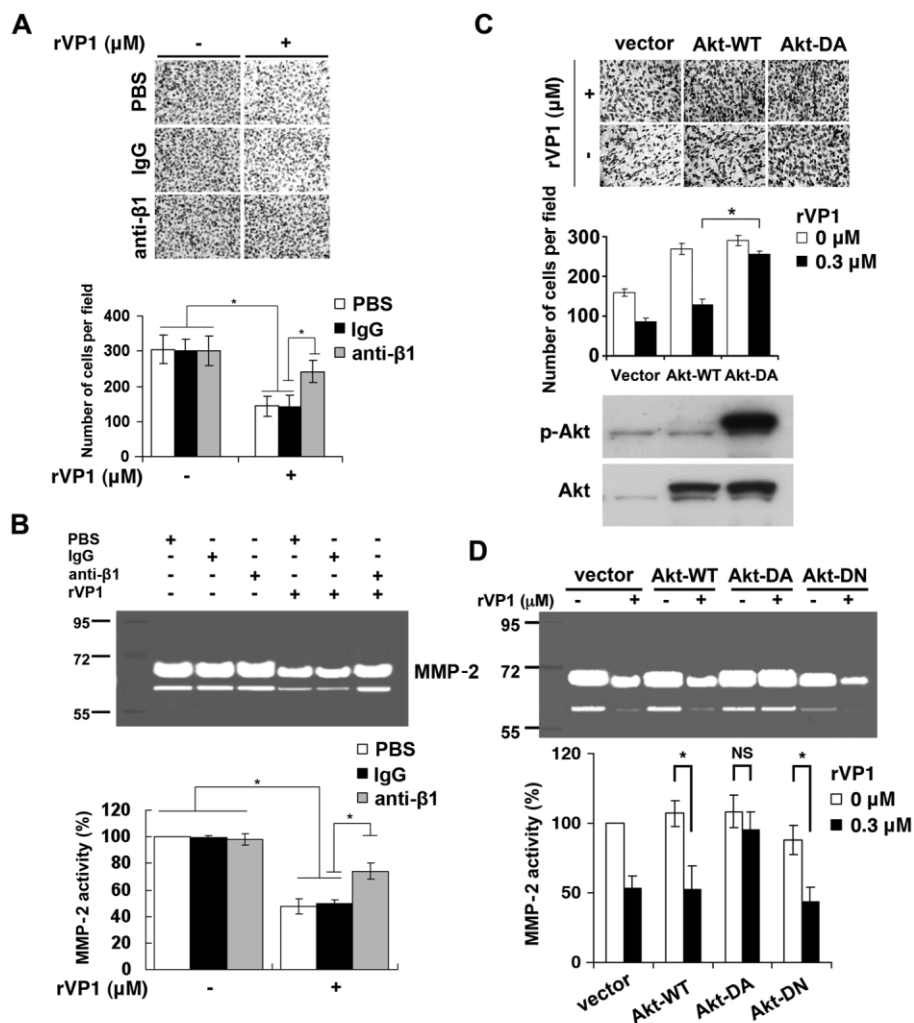 A
rVP1 (µM) - +
PBS
IgG
anti-β1
Number of cells per field
400
300
200
100
0
*
*
PBS
IgG
anti-β1
rVP1 (µM) - +
B
PBS + - - + - -
IgG - + - - + -
anti-β1 - - + - - +
rVP1 - - - + + +
95
72
55
MMP-2
PBS
IgG
anti-β1
MMP-2 activity (%)
120
100
80
60
40
20
0
*
*
rVP1 (µM) - +
C
vector Akt-WT Akt-DA
rVP1 (µM)
+
-
Number of cells per field
300
200
100
0
*
rVP1
0 µM
0.3 µM
Vector Akt-WT Akt-DA
p-Akt
Akt
D
vector Akt-WT Akt-DA Akt-DN
rVP1 (µM) - + - + - + - +
95
72
55
MMP-2 activity (%)
120
100
50
0
* NS *
rVP1
0 µM
0.3 µM
vector Akt-WT Akt-DA Akt-DN